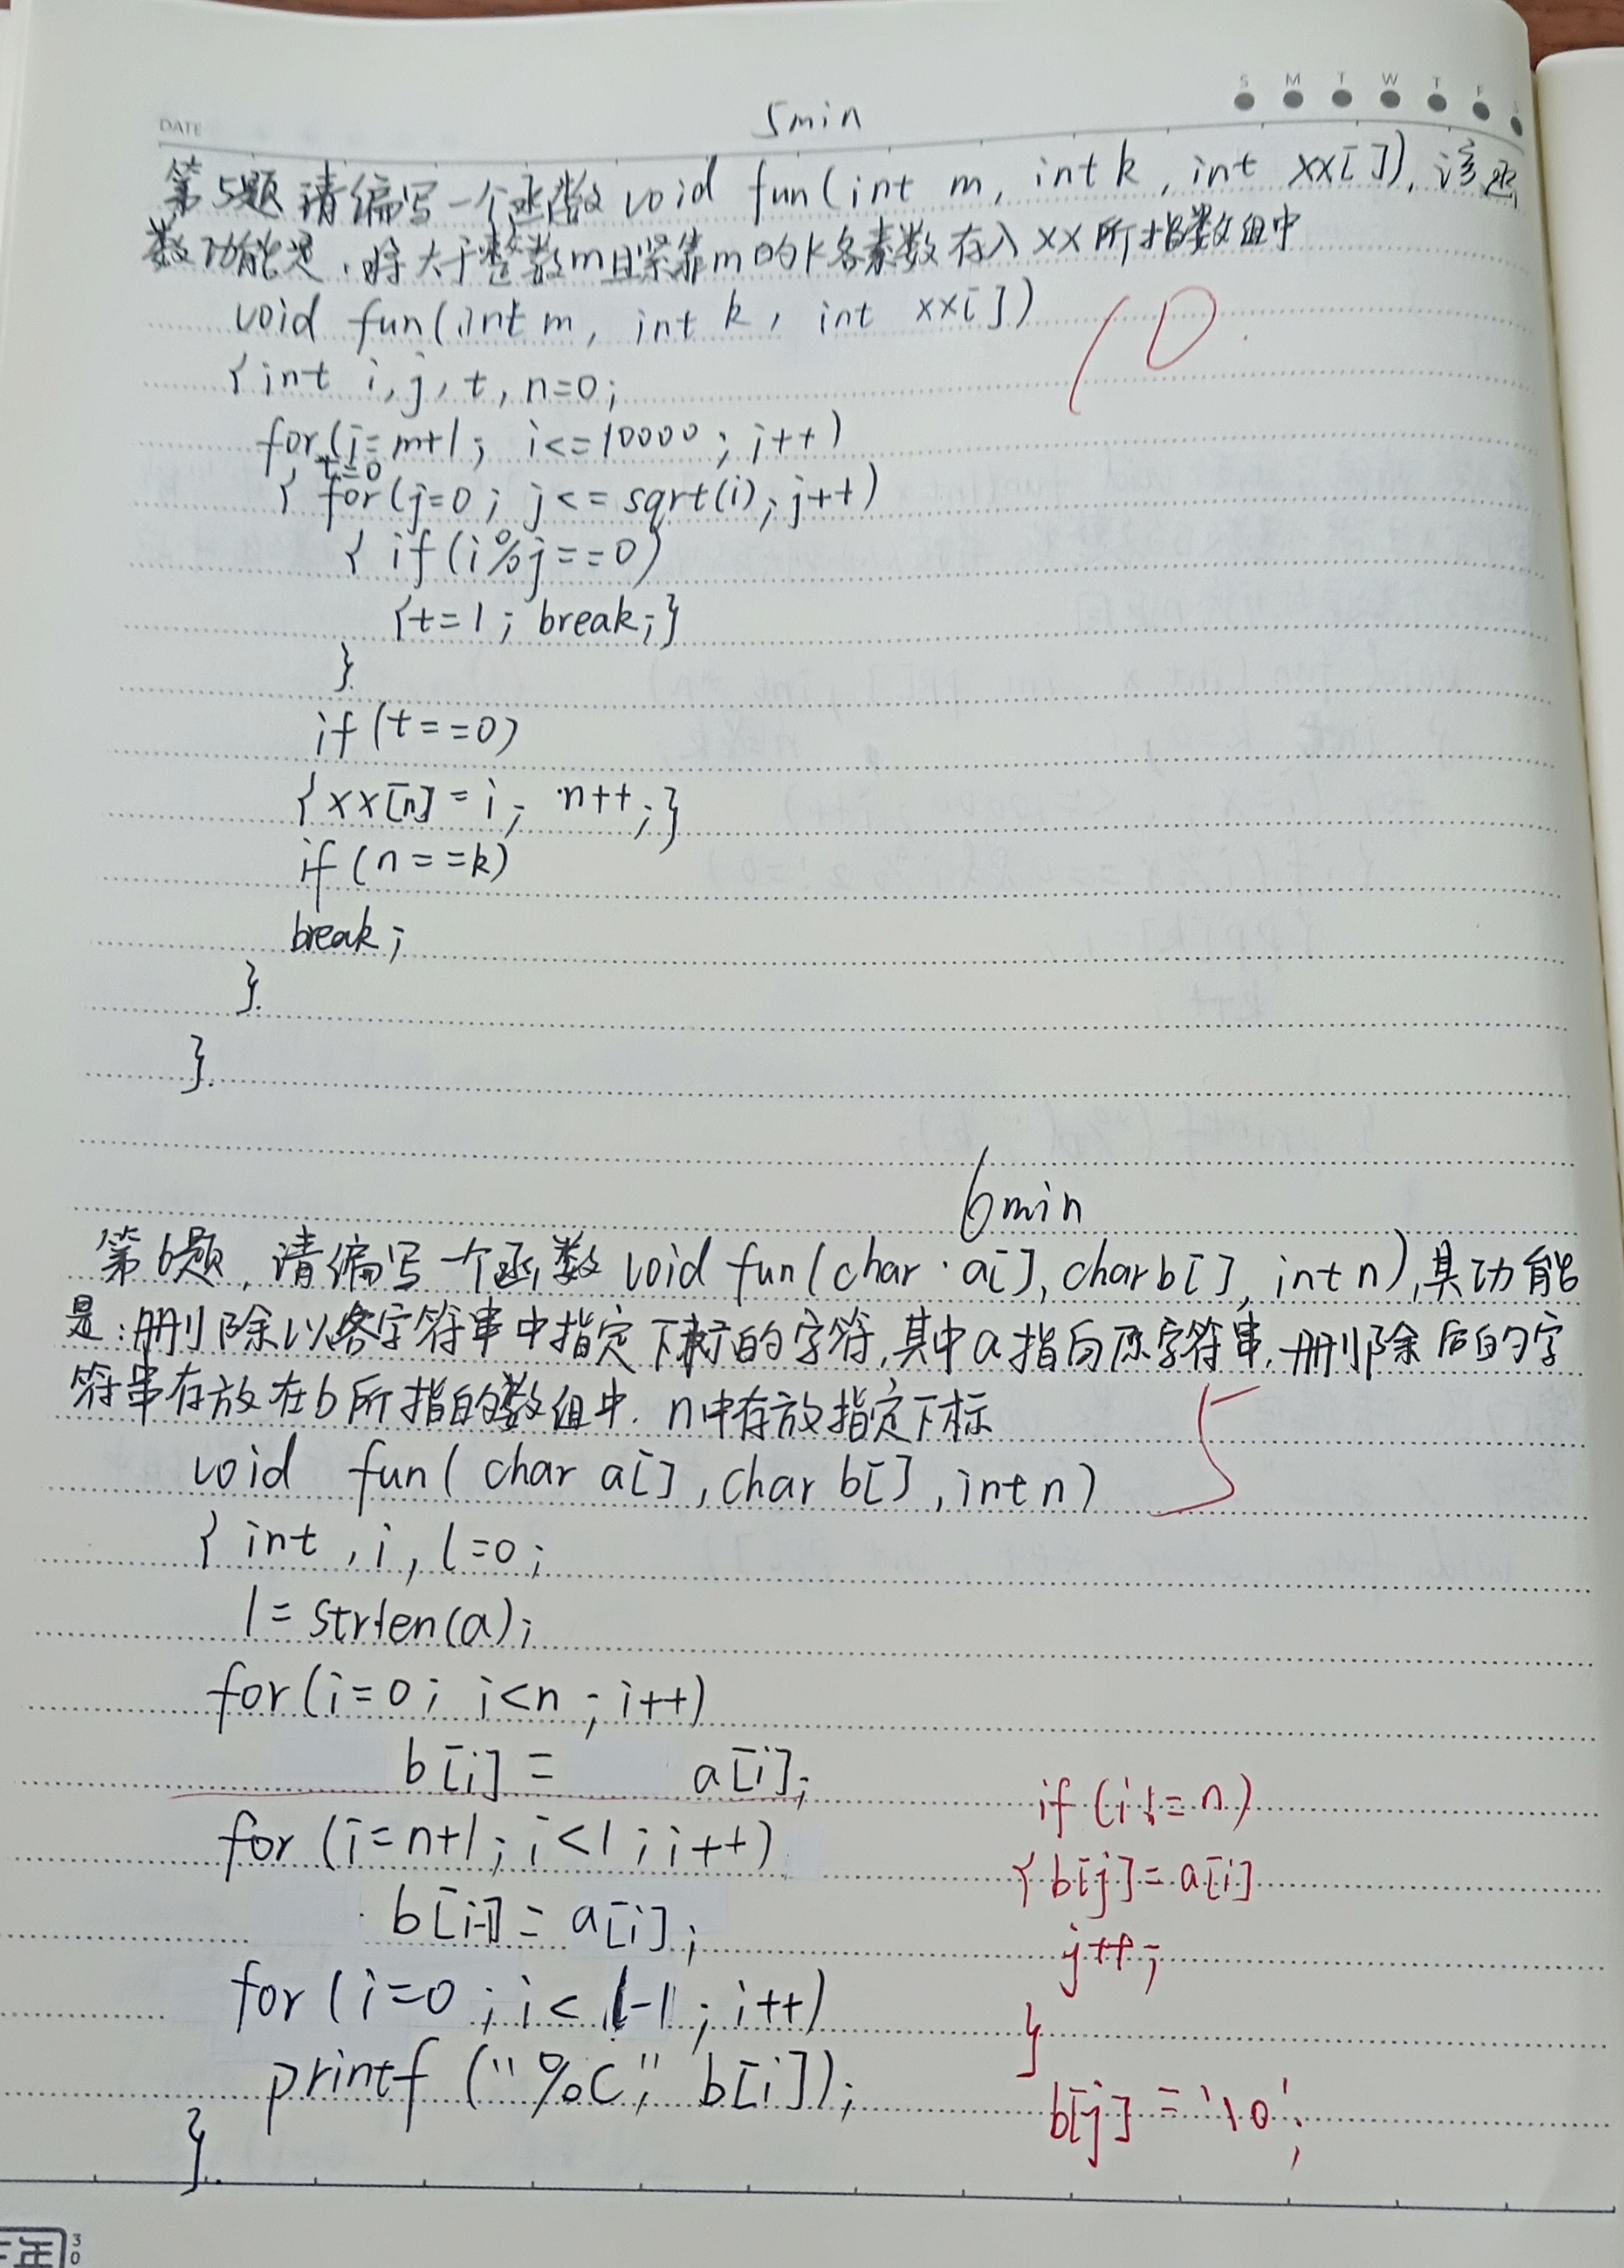 S M T W T F S
DATE
5min
第5题 请编写一个函数 void fun(int m, int k, int xx[]), 该函
数功能是, 将大于整数m且紧靠m的k各素数存入xx所指数组中
void fun(int m, int k, int xx[])
10.
{int i, j, t, n=0;
for(i=m+1; i<=10000; i++)
t=0
{ for(j=0; j<=sqrt(i); j++)
{ if(i%j==0)
{t=1; break;}
}
if(t==0)
{xx[n]=i; n++;}
if(n==k)
break;
}
}
6min
第6题, 请编写一个函数 void fun(char a[], char b[], int n), 其功能
是: 删除以各字符串中指定下标的字符, 其中a指向原字符串, 删除后的字
符串存放在b所指的数组中. n中存放指定下标
5
void fun(char a[], char b[], int n)
{ int, i, l=0;
l=strlen(a);
for(i=0; i<n; i++)
b[i]= a[i];
if(i!=n)
for(i=n+1; i<l; i++)
{b[j]=a[i]
b[i-1]=a[i];
j++;
for(i=0; i<l-1; i++)
}
printf("%c", b[i]);
b[j]='\0';
}
30